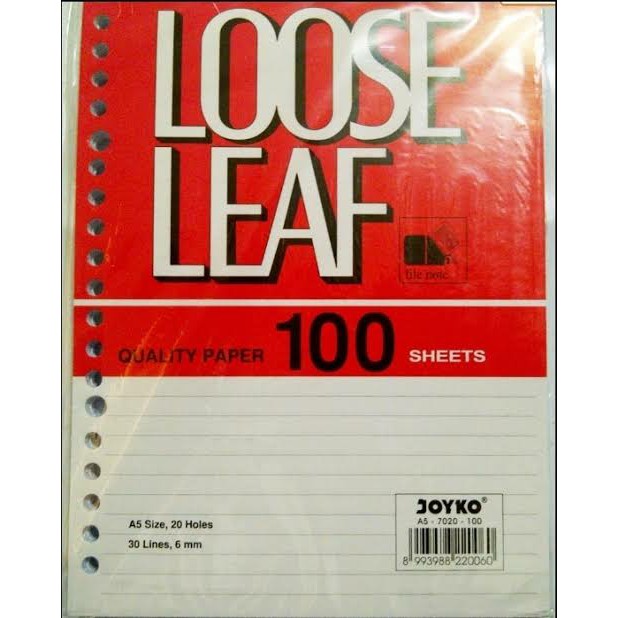 LOOSE
LEAF
file note
QUALITY PAPER 100 SHEETS
A5 Size, 20 Holes
30 Lines, 6 mm
JOYKO®
A5 - 7020 - 100
8 993988 220060